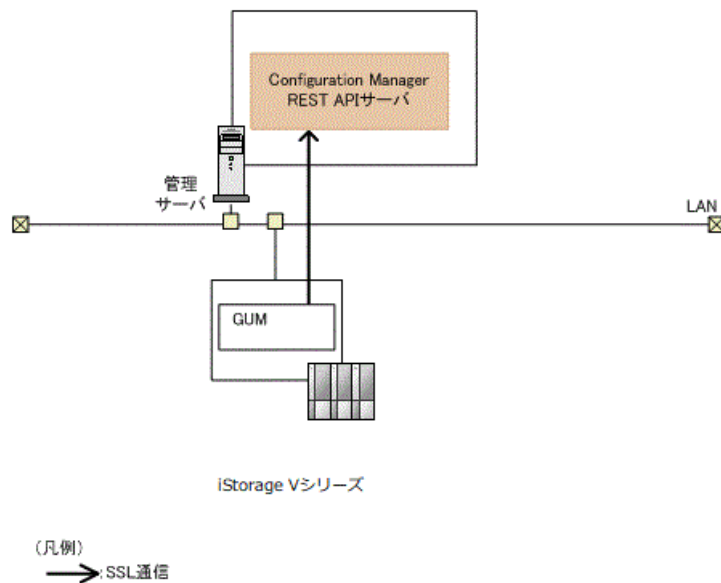 Configuration Manager
REST APIサーバ
管理
サーバ
LAN
GUM
iStorage Vシリーズ
(凡例)
:SSL通信